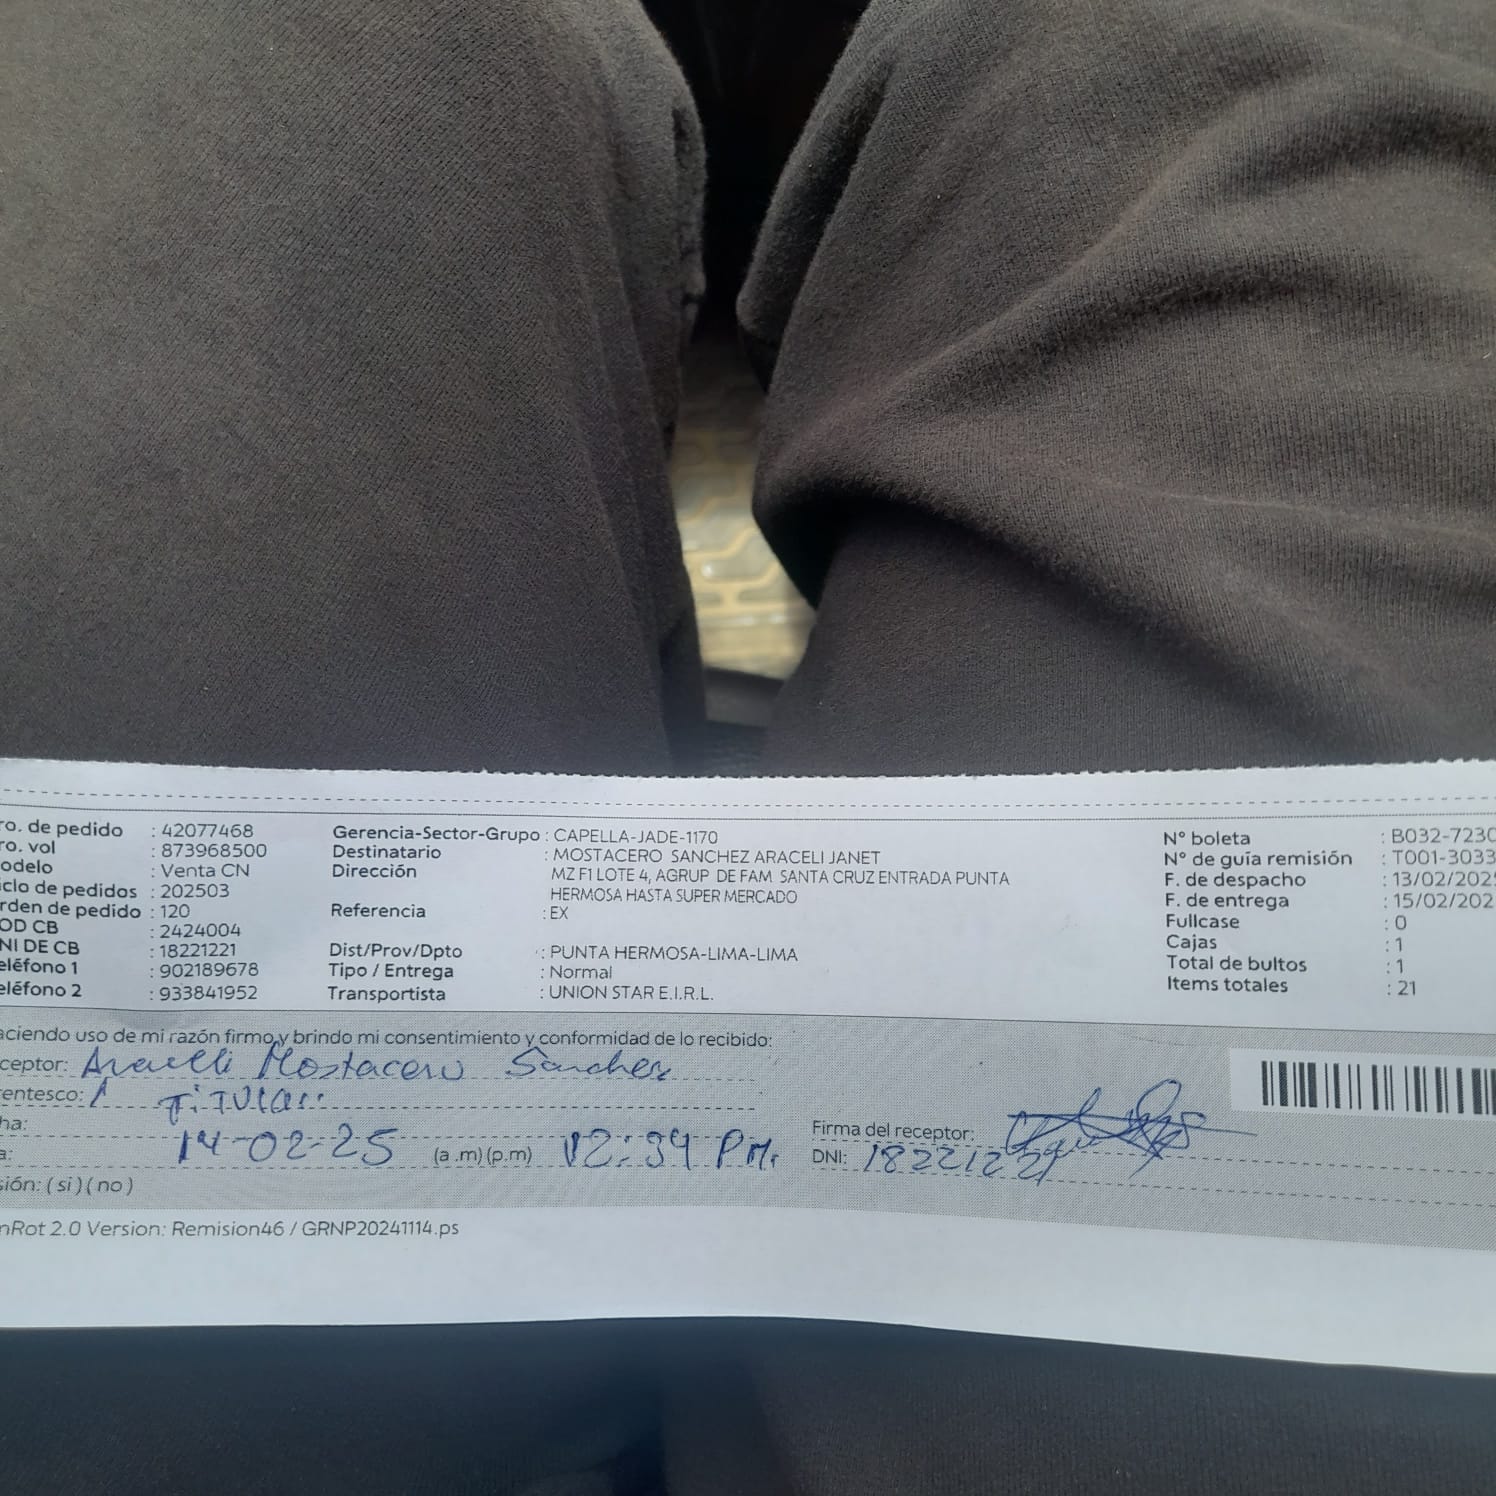 ro. de pedido : 42077468
ro. vol : 873968500
odelo : Venta CN
iclo de pedidos : 202503
rden de pedido : 120
OD CB : 2424004
NI DE CB : 18221221
eléfono 1 : 902189678
eléfono 2 : 933841952
Gerencia-Sector-Grupo : CAPELLA-JADE-1170
Destinatario : MOSTACERO SANCHEZ ARACELI JANET
Dirección MZ F1 LOTE 4, AGRUP DE FAM SANTA CRUZ ENTRADA PUNTA
HERMOSA HASTA SUPER MERCADO
Referencia : EX
Dist/Prov/Dpto : PUNTA HERMOSA-LIMA-LIMA
Tipo / Entrega : Normal
Transportista : UNION STAR E.I.R.L.
N° boleta : B032-7230
N° de guía remisión : T001-3033
F. de despacho : 13/02/202
F. de entrega : 15/02/202
Fullcase : 0
Cajas : 1
Total de bultos : 1
Items totales : 21
aciendo uso de mi razón firmo y brindo mi consentimiento y conformidad de lo recibido:
ceptor: Aracelli Mostacero Sanchez
entesco: Titular
ha: 14-02-25
a: (a .m) (p.m) 12:34 P.M.
Firma del receptor:
DNI: 18221221
sión: ( si ) ( no )
nRot 2.0 Version: Remision46 / GRNP20241114.ps